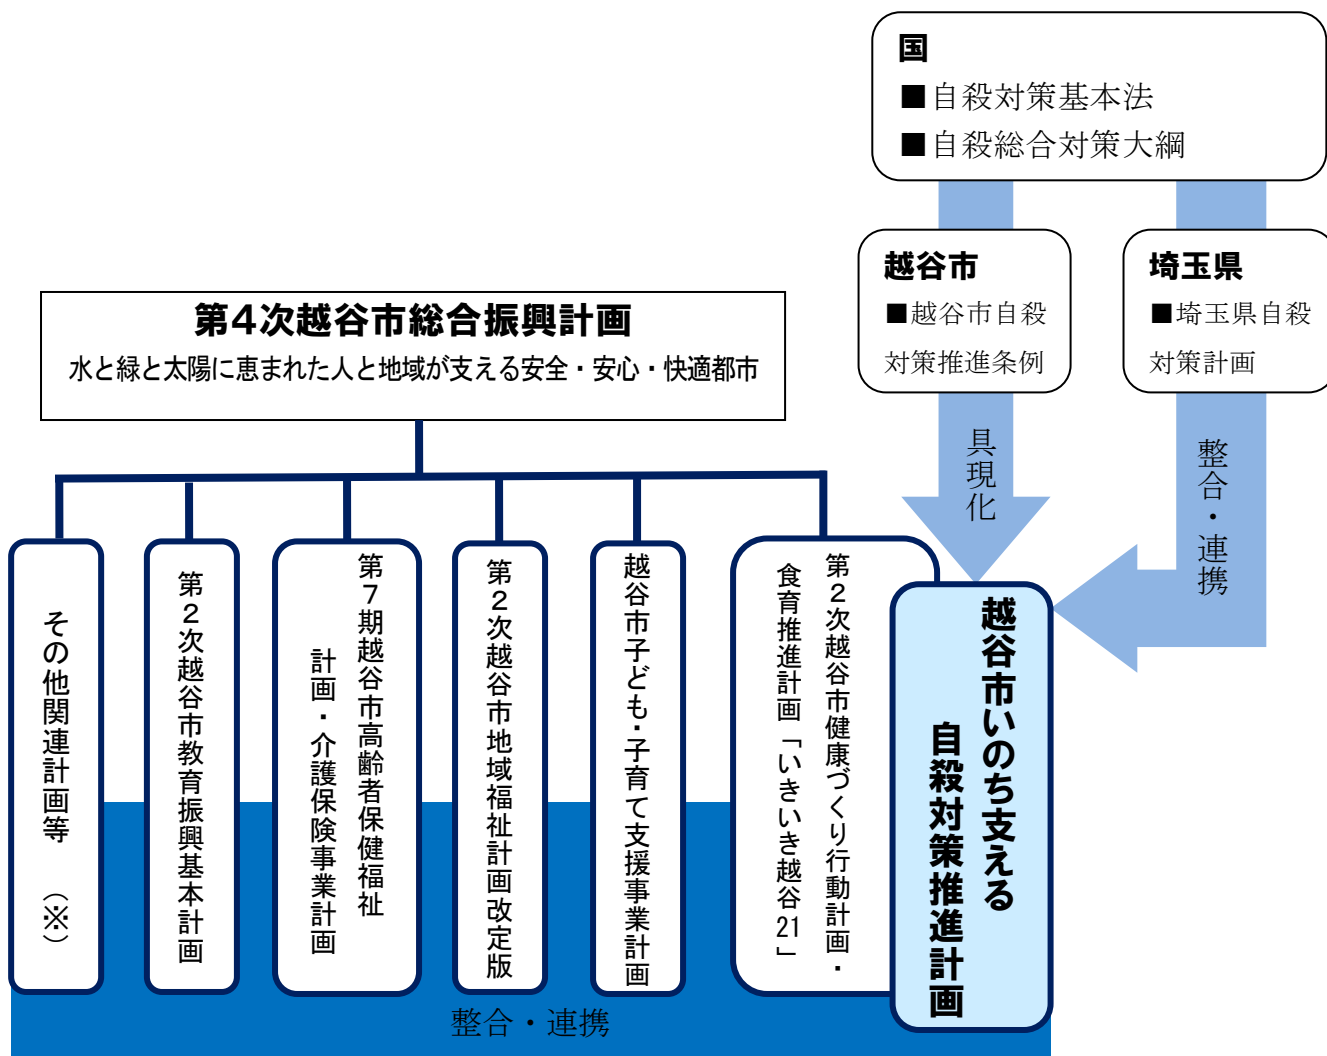 国
■自殺対策基本法
■自殺総合対策大綱
越谷市
■越谷市自殺
対策推進条例
埼玉県
■埼玉県自殺
対策計画
第4次越谷市総合振興計画
水と緑と太陽に恵まれた人と地域が支える安全・安心・快適都市
具現化
整合・連携
越谷市いのち支える
自殺対策推進計画
第2次越谷市健康づくり行動計画・
食育推進計画「いきいき越谷21」
越谷市子ども・子育て支援事業計画
第2次越谷市地域福祉計画改定版
第7期越谷市高齢者保健福祉
計画・介護保険事業計画
第2次越谷市教育振興基本計画
その他関連計画等 (※)
整合・連携